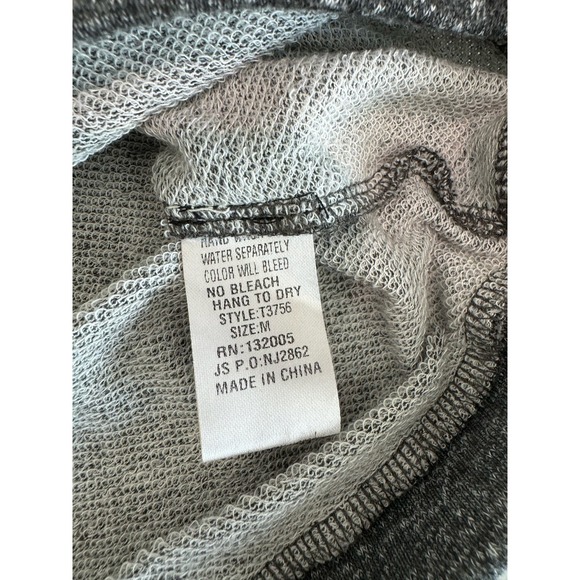 HAND
WATER SEPARATELY
COLOR WILL BLEED
NO BLEACH
HANG TO DRY
STYLE:T3756
SIZE:M
RN:132005
JS P.O:NJ2862
MADE IN CHINA